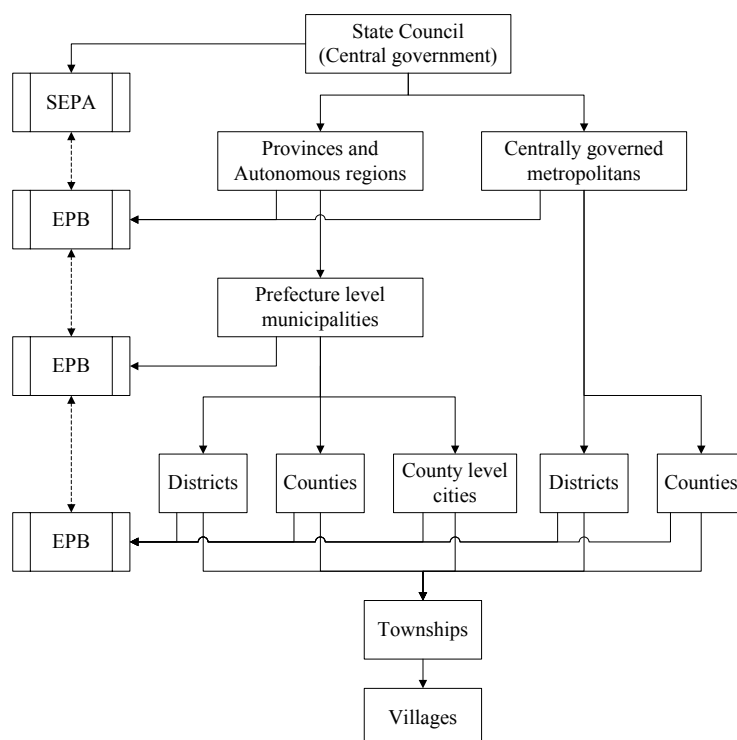 State Council
(Central government)
SEPA
Provinces and
Autonomous regions
Centrally governed
metropolitans
EPB
Prefecture level
municipalities
EPB
Districts
Counties
County level
cities
Districts
Counties
EPB
Townships
Villages